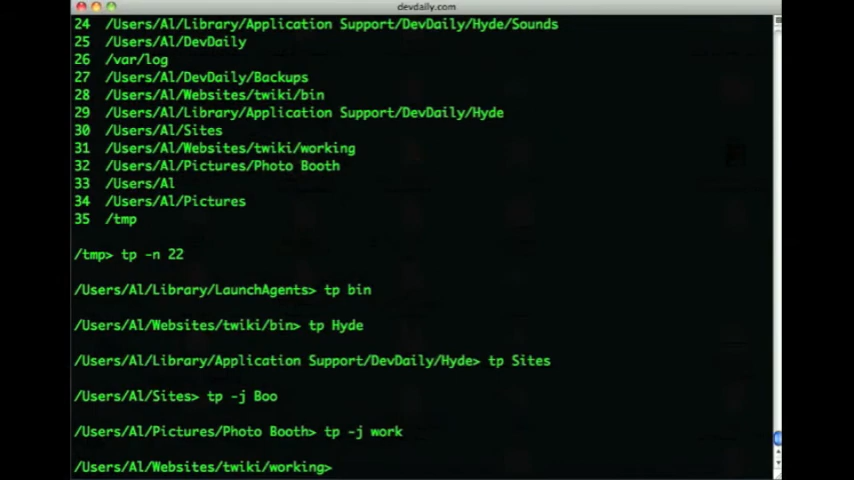 devdaily.com
24 /Users/Al/Library/Application Support/DevDaily/Hyde/Sounds
25 /Users/Al/DevDaily
26 /var/log
27 /Users/Al/DevDaily/Backups
28 /Users/Al/Websites/twiki/bin
29 /Users/Al/Library/Application Support/DevDaily/Hyde
30 /Users/Al/Sites
31 /Users/Al/Websites/twiki/working
32 /Users/Al/Pictures/Photo Booth
33 /Users/Al
34 /Users/Al/Pictures
35 /tmp
/tmp> tp -n 22
/Users/Al/Library/LaunchAgents> tp bin
/Users/Al/Websites/twiki/bin> tp Hyde
/Users/Al/Library/Application Support/DevDaily/Hyde> tp Sites
/Users/Al/Sites> tp -j Boo
/Users/Al/Pictures/Photo Booth> tp -j work
/Users/Al/Websites/twiki/working>